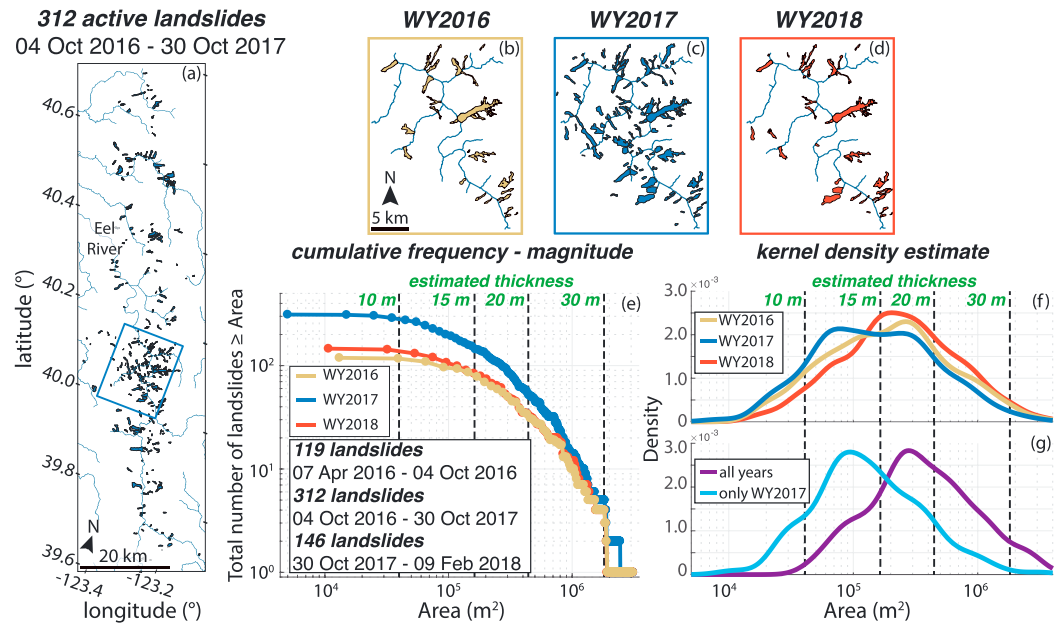 312 active landslides
04 Oct 2016 - 30 Oct 2017
(a)
40.6
40.4
40.2
40.0
39.8
39.6
latitude (°)
Eel
River
N
20 km
-123.4
-123.2
longitude (°)
WY2016
(b)
N
5 km
WY2017
(c)
WY2018
(d)
cumulative frequency - magnitude
estimated thickness
10 m
15 m
20 m
30 m
(e)
Total number of landslides ≥ Area
10²
10¹
10⁰
WY2016
WY2017
WY2018
119 landslides
07 Apr 2016 - 04 Oct 2016
312 landslides
04 Oct 2016 - 30 Oct 2017
146 landslides
30 Oct 2017 - 09 Feb 2018
10⁴
10⁵
10⁶
Area (m²)
kernel density estimate
estimated thickness
×10⁻³
10 m
15 m
20 m
30 m
(f)
3.0
2.0
1.0
0
WY2016
WY2017
WY2018
Density
×10⁻³
(g)
3.0
2.0
1.0
0
all years
only WY2017
10⁴
10⁵
10⁶
Area (m²)